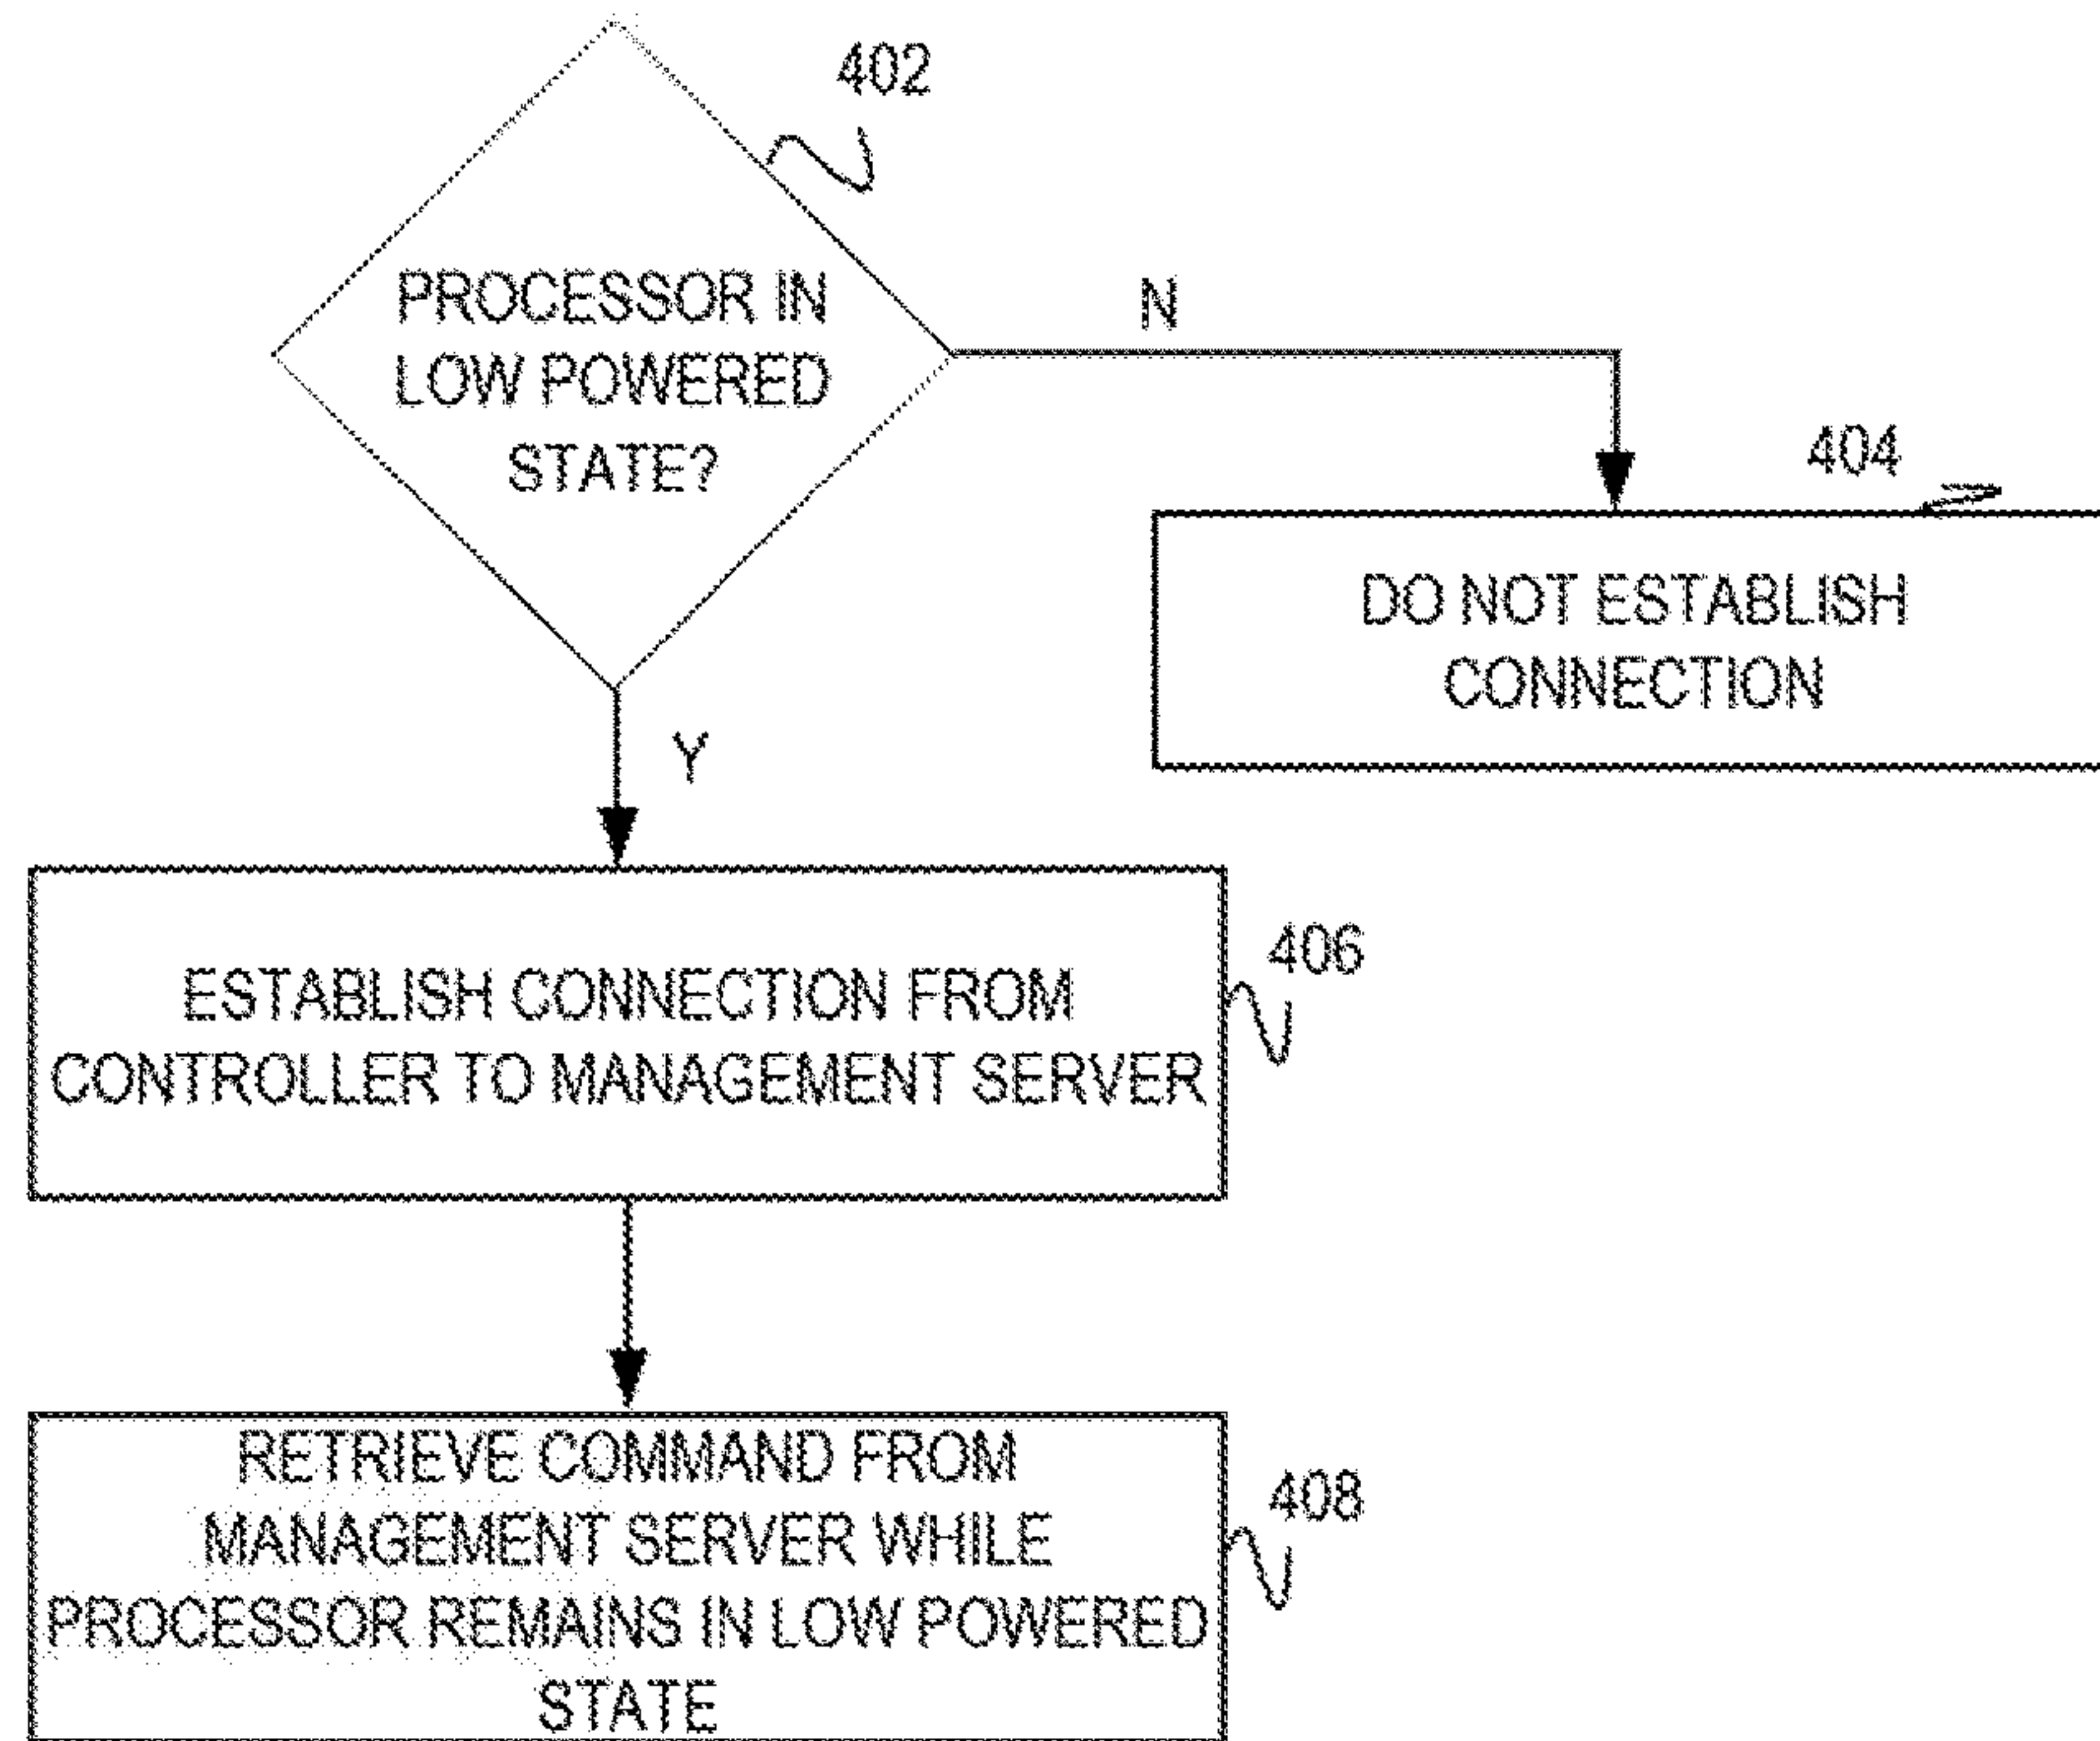 402
PROCESSOR IN
LOW POWERED
STATE?
N
404
DO NOT ESTABLISH
CONNECTION
Y
406
ESTABLISH CONNECTION FROM
CONTROLLER TO MANAGEMENT SERVER
408
RETRIEVE COMMAND FROM
MANAGEMENT SERVER WHILE
PROCESSOR REMAINS IN LOW POWERED
STATE